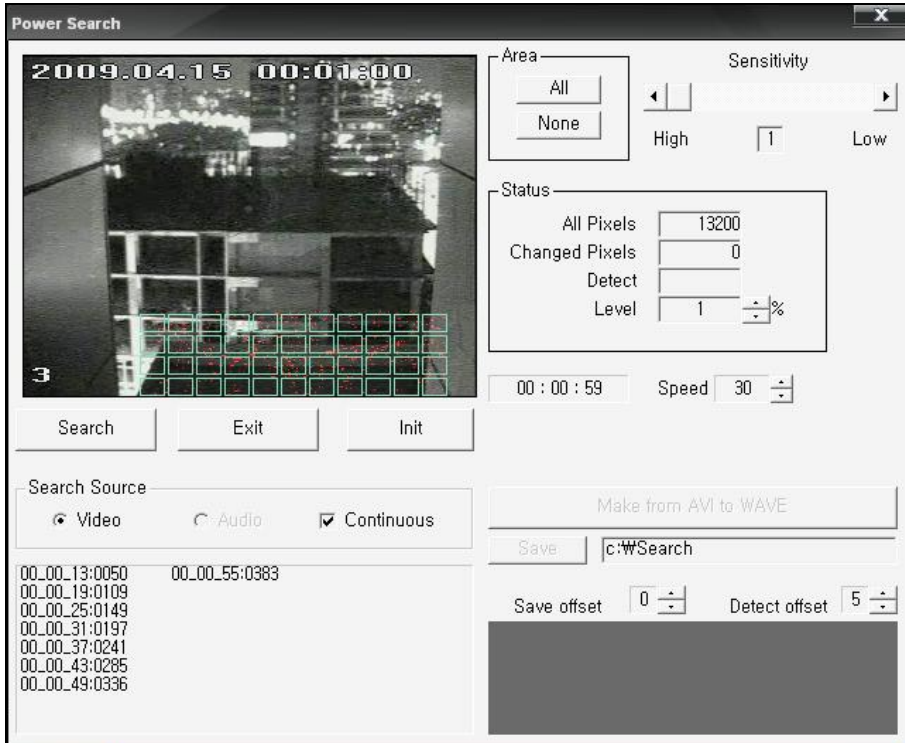 Power Search
X
2009.04.15 00:01:00
3
Area
All
None
Sensitivity
High 1 Low
Status
All Pixels 13200
Changed Pixels 0
Detect
Level 1 %
00 : 00 : 59 Speed 30
Search Exit Init
Search Source
Video Audio Continuous
Make from AVI to WAVE
Save c:₩Search
00_00_13:0050 00_00_55:0383
00_00_19:0109
00_00_25:0149
00_00_31:0197
00_00_37:0241
00_00_43:0285
00_00_49:0336
Save offset 0 Detect offset 5